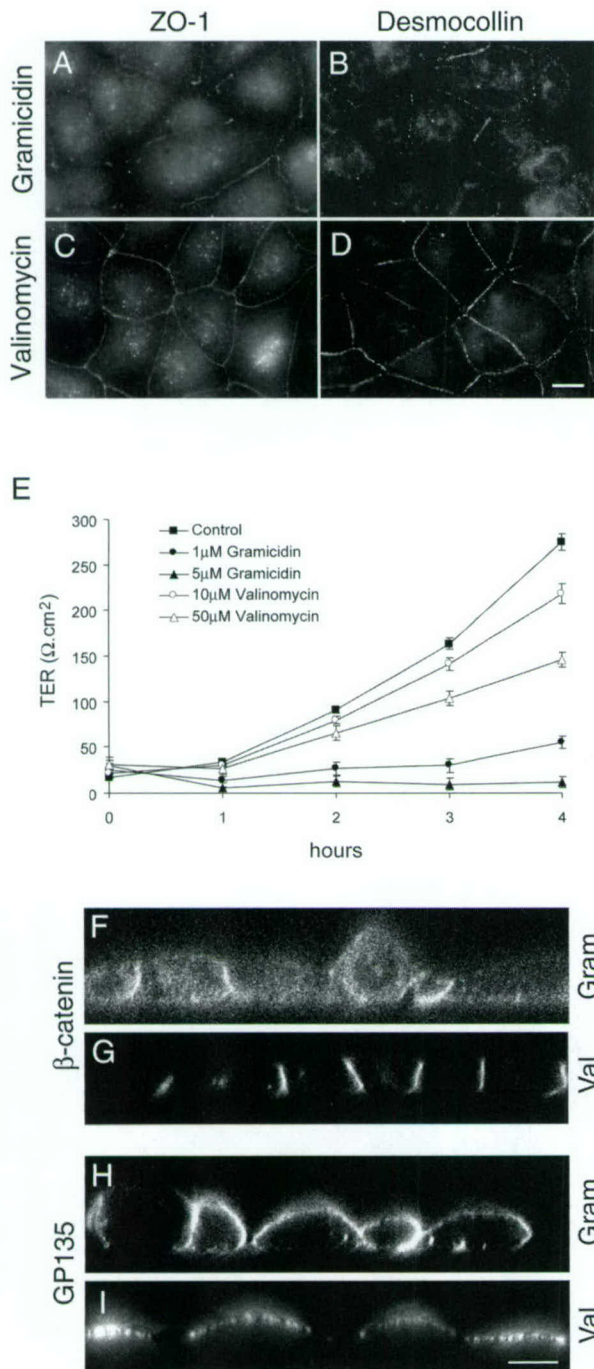 ZO-1 Desmocollin
A B
Gramicidin
C D
Valinomycin
E
300
250
200
150
100
50
0
TER (Ω.cm²)
Control
1µM Gramicidin
5µM Gramicidin
10µM Valinomycin
50µM Valinomycin
0 1 2 3 4
hours
F
Gram
β-catenin
G
Val
H
Gram
GP135
I
Val